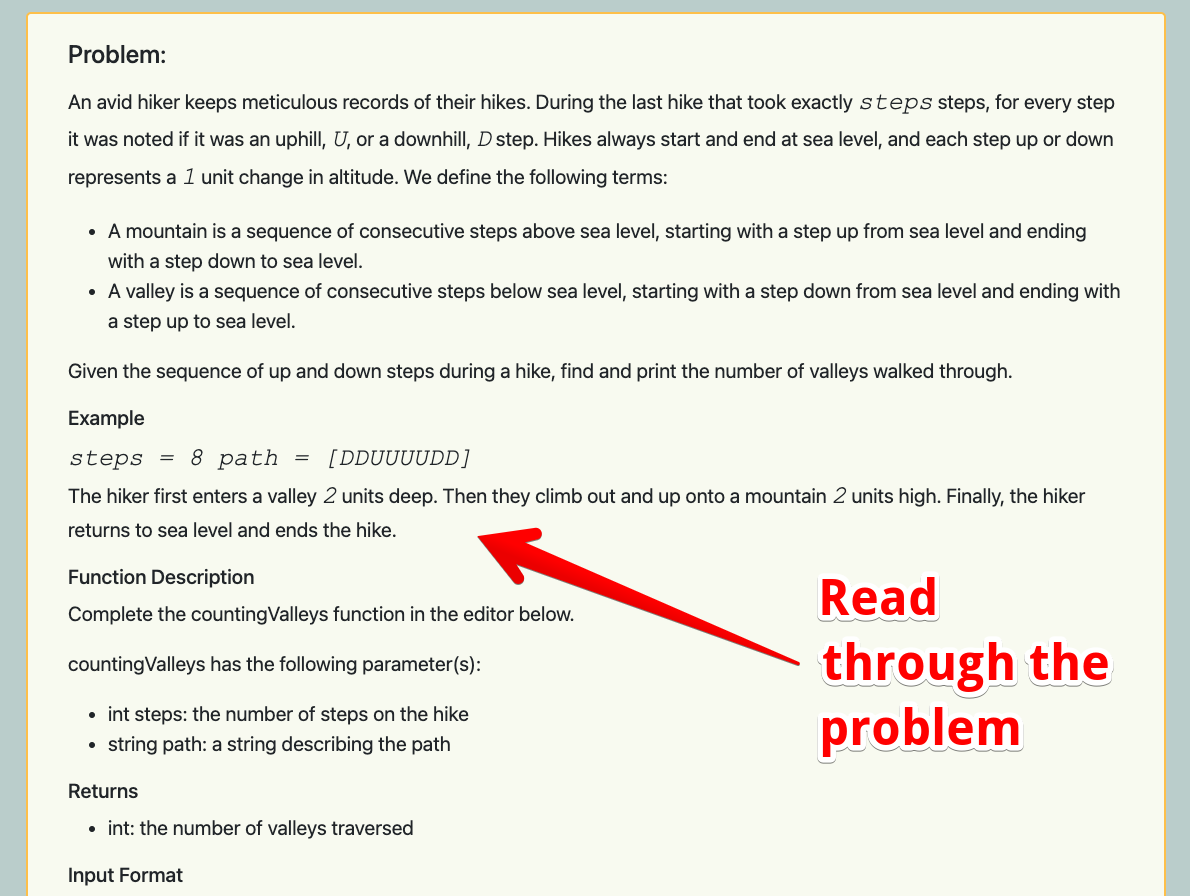 Problem:
An avid hiker keeps meticulous records of their hikes. During the last hike that took exactly steps steps, for every step
it was noted if it was an uphill, U, or a downhill, D step. Hikes always start and end at sea level, and each step up or down
represents a 1 unit change in altitude. We define the following terms:
• A mountain is a sequence of consecutive steps above sea level, starting with a step up from sea level and ending
with a step down to sea level.
• A valley is a sequence of consecutive steps below sea level, starting with a step down from sea level and ending with
a step up to sea level.
Given the sequence of up and down steps during a hike, find and print the number of valleys walked through.
Example
steps = 8 path = [DDUUUUDD]
The hiker first enters a valley 2 units deep. Then they climb out and up onto a mountain 2 units high. Finally, the hiker
returns to sea level and ends the hike.
Function Description
Complete the countingValleys function in the editor below.
countingValleys has the following parameter(s):
• int steps: the number of steps on the hike
• string path: a string describing the path
Returns
• int: the number of valleys traversed
Input Format
Read
through the
problem